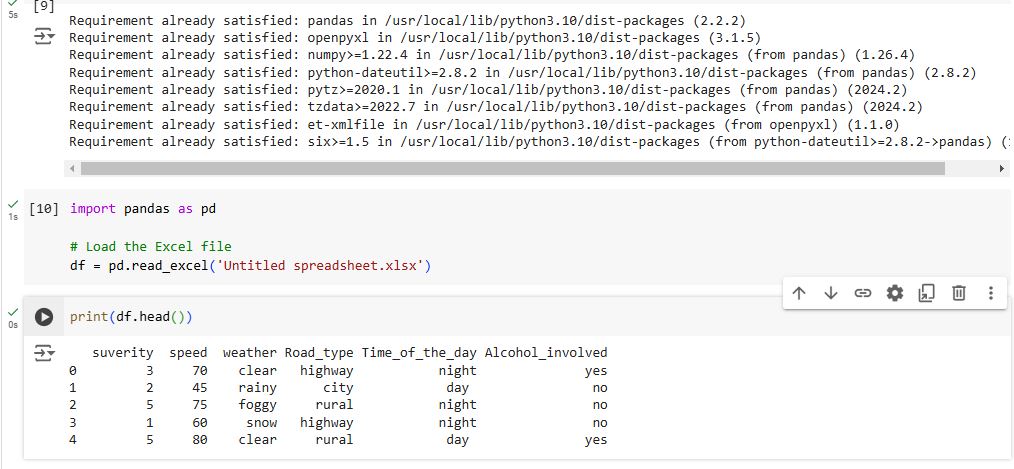 [9]
5s
Requirement already satisfied: pandas in /usr/local/lib/python3.10/dist-packages (2.2.2)
Requirement already satisfied: openpyxl in /usr/local/lib/python3.10/dist-packages (3.1.5)
Requirement already satisfied: numpy>=1.22.4 in /usr/local/lib/python3.10/dist-packages (from pandas) (1.26.4)
Requirement already satisfied: python-dateutil>=2.8.2 in /usr/local/lib/python3.10/dist-packages (from pandas) (2.8.2)
Requirement already satisfied: pytz>=2020.1 in /usr/local/lib/python3.10/dist-packages (from pandas) (2024.2)
Requirement already satisfied: tzdata>=2022.7 in /usr/local/lib/python3.10/dist-packages (from pandas) (2024.2)
Requirement already satisfied: et-xmlfile in /usr/local/lib/python3.10/dist-packages (from openpyxl) (1.1.0)
Requirement already satisfied: six>=1.5 in /usr/local/lib/python3.10/dist-packages (from python-dateutil>=2.8.2->pandas) (
[10] import pandas as pd
1s
# Load the Excel file
df = pd.read_excel('Untitled spreadsheet.xlsx')
print(df.head())
0s
suverity speed weather Road_type Time_of_the_day Alcohol_involved
0 3 70 clear highway night yes
1 2 45 rainy city day no
2 5 75 foggy rural night no
3 1 60 snow highway night no
4 5 80 clear rural day yes